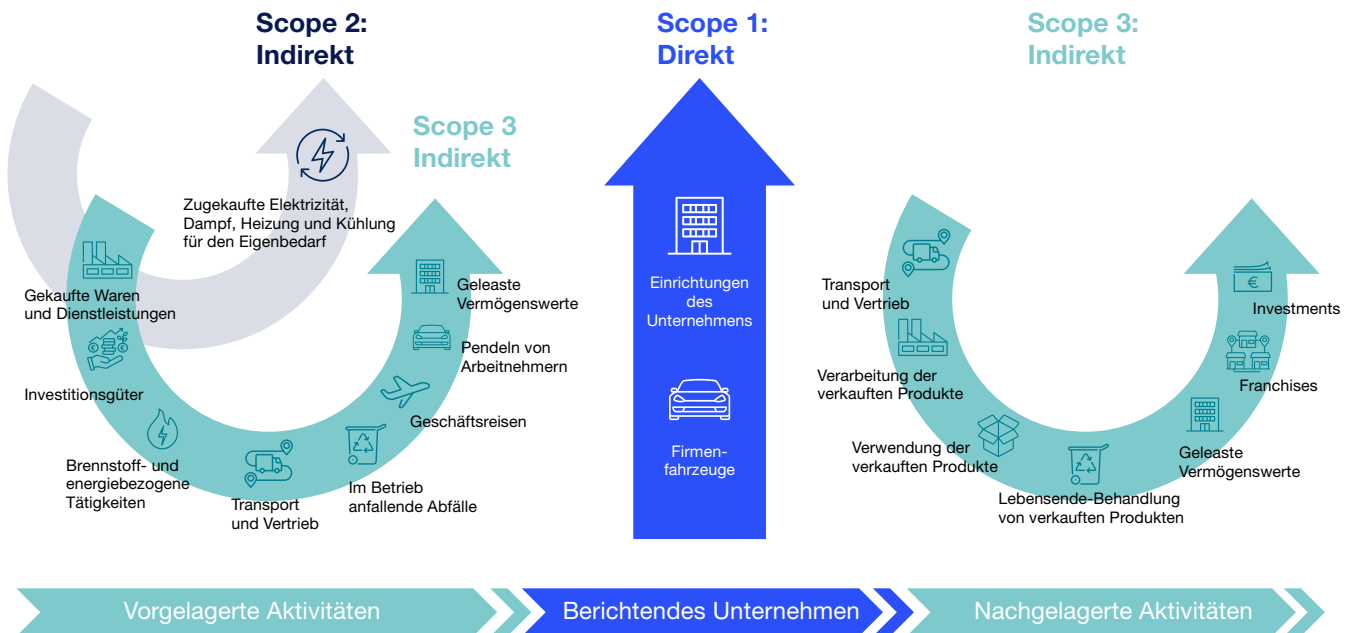 Scope 2:
Indirekt
Zugekaufte Elektrizität,
Dampf, Heizung und Kühlung
für den Eigenbedarf
Scope 3
Indirekt
Gekaufte Waren
und Dienstleistungen
Investitionsgüter
Brennstoff- und
energiebezogene
Tätigkeiten
Transport
und Vertrieb
Im Betrieb
anfallende Abfälle
Geschäftsreisen
Pendeln von
Arbeitnehmern
Geleaste
Vermögenswerte
Scope 1:
Direkt
Einrichtungen
des
Unternehmens
Firmen-
fahrzeuge
Scope 3:
Indirekt
Transport
und Vertrieb
Verarbeitung der
verkauften Produkte
Verwendung der
verkauften Produkte
Lebensende-Behandlung
von verkauften Produkten
Geleaste
Vermögenswerte
Franchises
€
Investments
Vorgelagerte Aktivitäten
Berichtendes Unternehmen
Nachgelagerte Aktivitäten